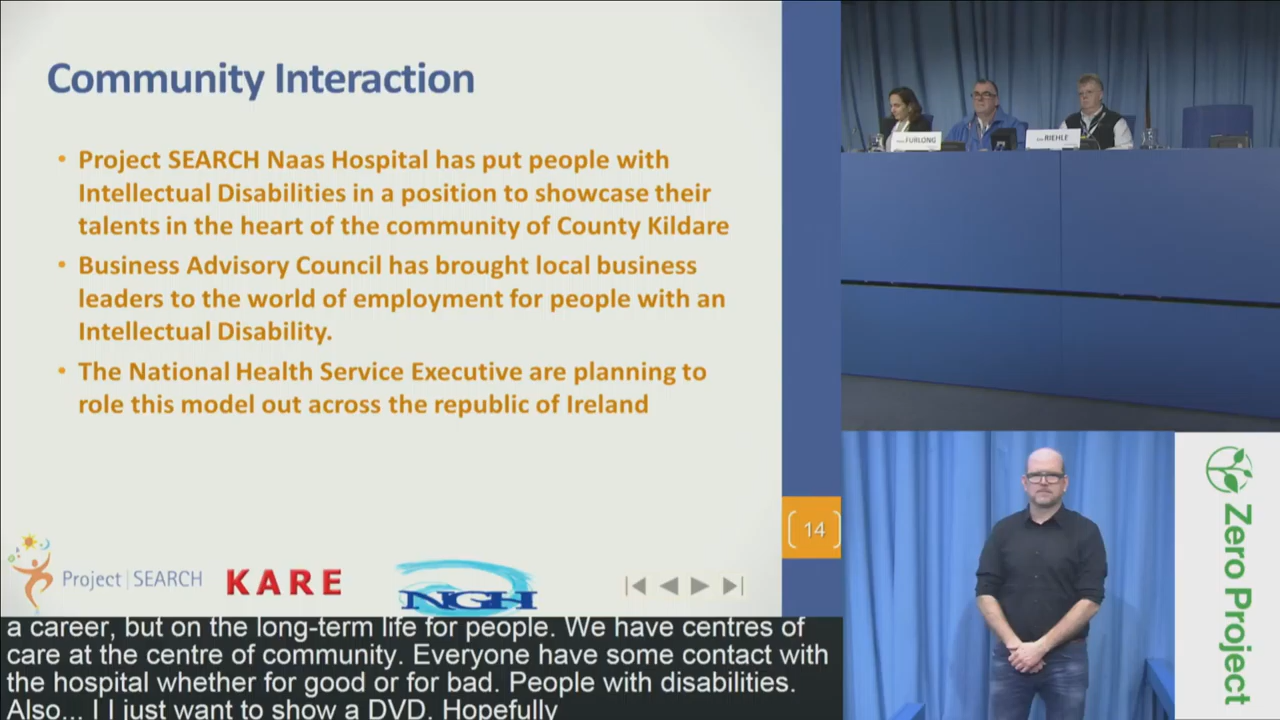 Community Interaction
• Project SEARCH Naas Hospital has put people with
Intellectual Disabilities in a position to showcase their
talents in the heart of the community of County Kildare
• Business Advisory Council has brought local business
leaders to the world of employment for people with an
Intellectual Disability.
• The National Health Service Executive are planning to
role this model out across the republic of Ireland
14
Project SEARCH
KARE
NGH
a career, but on the long-term life for people. We have centres of
care at the centre of community. Everyone have some contact with
the hospital whether for good or for bad. People with disabilities.
Also... I I just want to show a DVD. Hopefully
FURLONG
RIEHLE
Zero Project